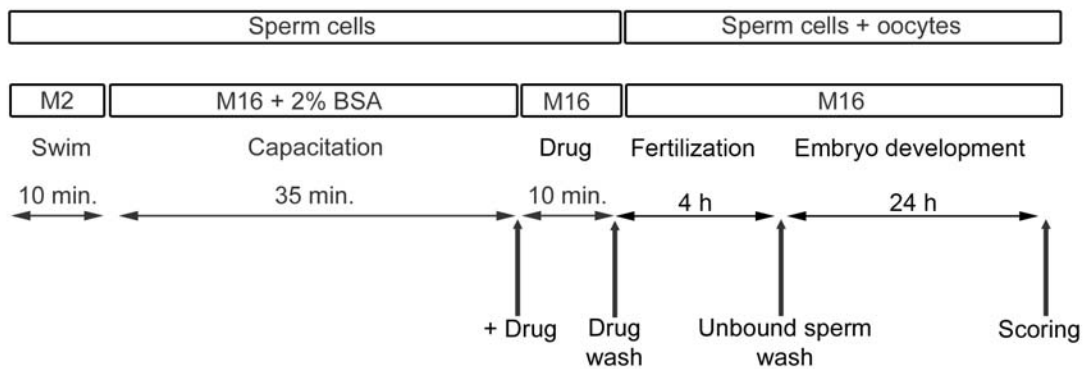 Sperm cells
Sperm cells + oocytes
M2
M16 + 2% BSA
M16
M16
Swim
Capacitation
Drug
Fertilization
Embryo development
10 min.
35 min.
10 min.
4 h
24 h
+ Drug
Drug
wash
Unbound sperm
wash
Scoring